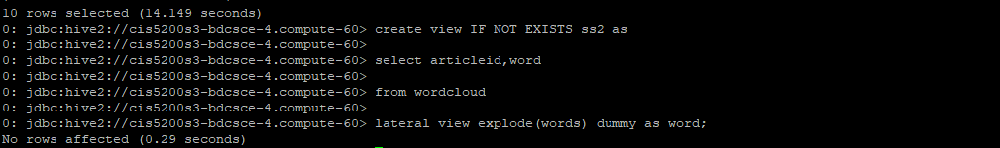 10 rows selected (14.149 seconds)
0: jdbc:hive2://cis5200s3-bdcsce-4.compute-60> create view IF NOT EXISTS ss2 as
0: jdbc:hive2://cis5200s3-bdcsce-4.compute-60>
0: jdbc:hive2://cis5200s3-bdcsce-4.compute-60> select articleid,word
0: jdbc:hive2://cis5200s3-bdcsce-4.compute-60>
0: jdbc:hive2://cis5200s3-bdcsce-4.compute-60> from wordcloud
0: jdbc:hive2://cis5200s3-bdcsce-4.compute-60>
0: jdbc:hive2://cis5200s3-bdcsce-4.compute-60> lateral view explode(words) dummy as word;
No rows affected (0.29 seconds)